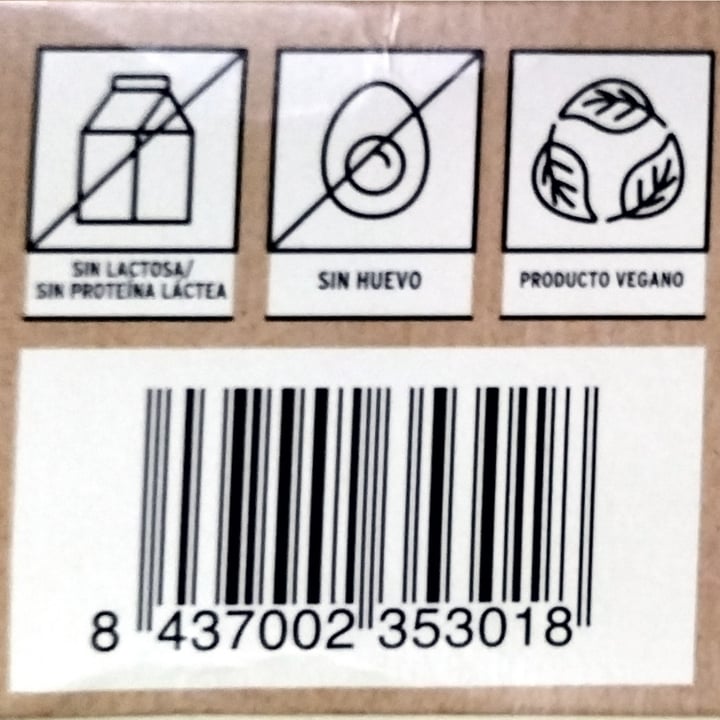 SIN LACTOSA/
SIN PROTEÍNA LÁCTEA
SIN HUEVO
PRODUCTO VEGANO
8 437002 353018